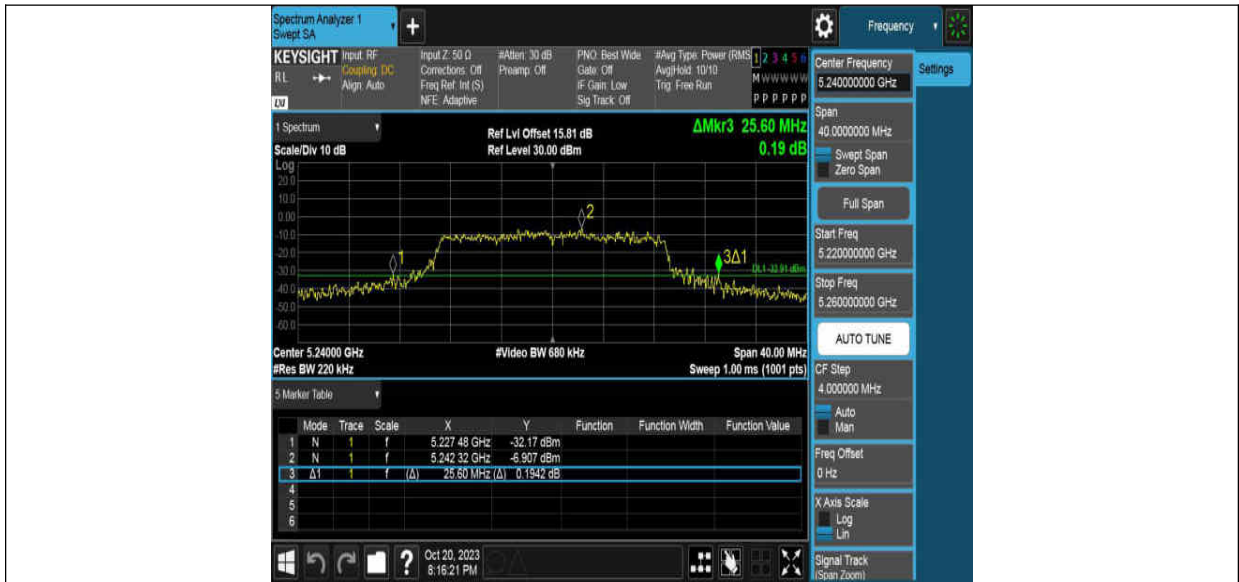 Spectrum Analyzer 1
Swept SA
+
Frequency
KEYSIGHT
RL
Input: RF
Coupling: DC
Align: Auto
Input Z: 50 Ω
Corrections: Off
Freq Ref: Int (S)
NFE: Adaptive
#Atten: 30 dB
Preamp: Off
PNO: Best Wide
Gate: Off
IF Gain: Low
Sig Track: Off
#Avg Type: Power (RMS
Avg|Hold: 10/10
Trig: Free Run
1 2 3 4 5 6
M W W W W W
P P P P P P
1 Spectrum
Scale/Div 10 dB
Ref Lvl Offset 15.81 dB
Ref Level 30.00 dBm
ΔMkr3 25.60 MHz
0.19 dB
Log
20.0
10.0
0.00
-10.0
-20.0
-30.0
-40.0
-50.0
-60.0
1
2
3Δ1
DL1 -32.91 dBm
Center 5.24000 GHz
#Res BW 220 kHz
#Video BW 680 kHz
Span 40.00 MHz
Sweep 1.00 ms (1001 pts)
5 Marker Table
Mode Trace Scale X Y Function Function Width Function Value
1 N 1 f 5.227 48 GHz -32.17 dBm
2 N 1 f 5.242 32 GHz -6.907 dBm
3 Δ1 1 f (Δ) 25.60 MHz (Δ) 0.1942 dB
4
5
6
?
Oct 20, 2023
8:16:21 PM
Center Frequency
5.240000000 GHz
Span
40.0000000 MHz
Swept Span
Zero Span
Full Span
Start Freq
5.220000000 GHz
Stop Freq
5.260000000 GHz
AUTO TUNE
CF Step
4.000000 MHz
Auto
Man
Freq Offset
0 Hz
X Axis Scale
Log
Lin
Signal Track
(Span Zoom)
Settings